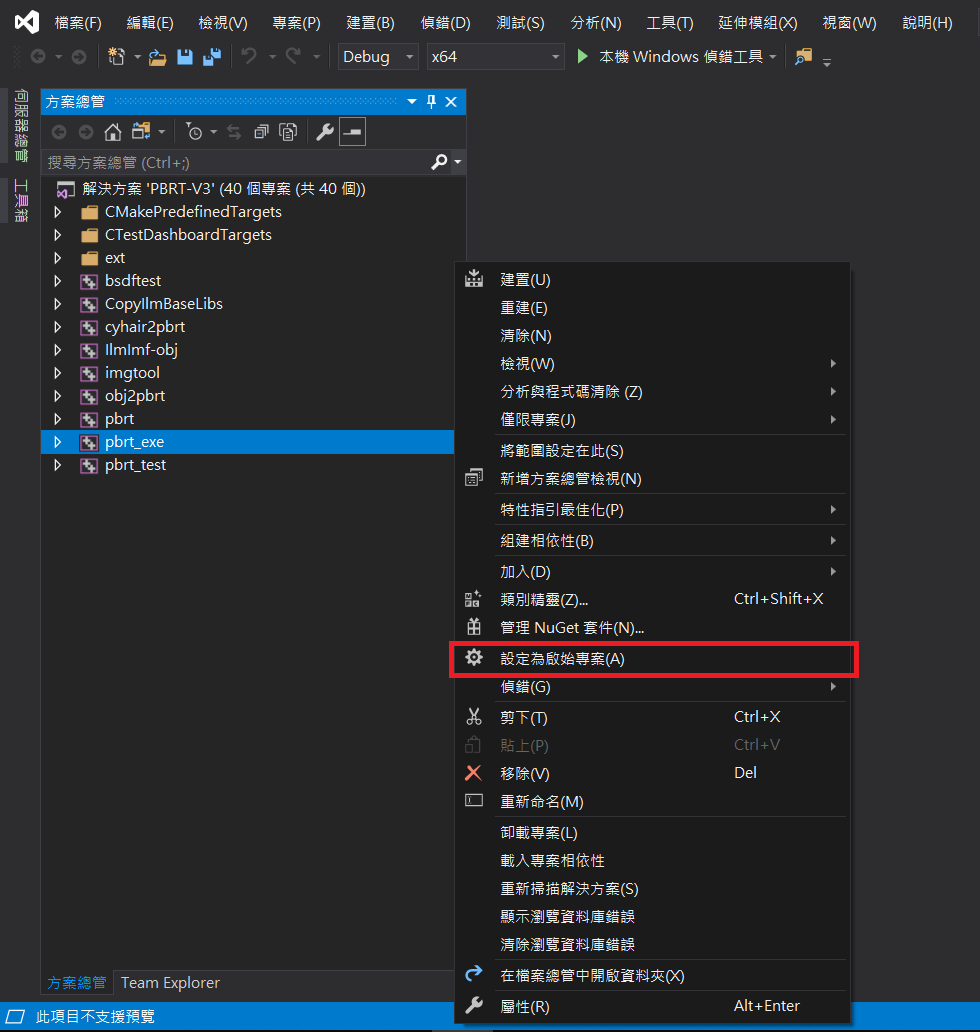 檔案(F) 編輯(E) 檢視(V) 專案(P) 建置(B) 偵錯(D) 測試(S) 分析(N) 工具(T) 延伸模組(X) 視窗(W) 說明(H)
Debug x64 本機 Windows 偵錯工具
伺服器總管
工具箱
方案總管
搜尋方案總管 (Ctrl+;)
解決方案 'PBRT-V3' (40 個專案 (共 40 個))
CMakePredefinedTargets
CTestDashboardTargets
ext
bsdftest
CopyIlmBaseLibs
cyhair2pbrt
IlmImf-obj
imgtool
obj2pbrt
pbrt
pbrt_exe
pbrt_test
建置(U)
重建(E)
清除(N)
檢視(W)
分析與程式碼清除 (Z)
僅限專案(J)
將範圍設定在此(S)
新增方案總管檢視(N)
特性指引最佳化(P)
組建相依性(B)
加入(D)
類別精靈(Z)... Ctrl+Shift+X
管理 NuGet 套件(N)...
設定為啟始專案(A)
偵錯(G)
剪下(T) Ctrl+X
貼上(P) Ctrl+V
移除(V) Del
重新命名(M)
卸載專案(L)
載入專案相依性
重新掃描解決方案(S)
顯示瀏覽資料庫錯誤
清除瀏覽資料庫錯誤
在檔案總管中開啟資料夾(X)
屬性(R) Alt+Enter
方案總管 Team Explorer
此項目不支援預覽